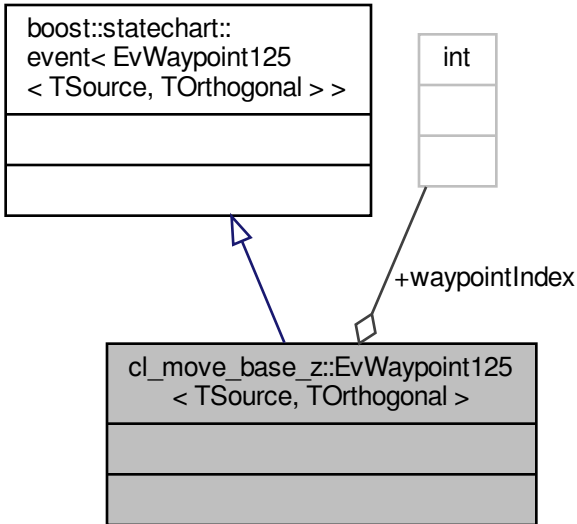 boost::statechart::
event< EvWaypoint125
< TSource, TOrthogonal > >
int
+waypointIndex
cl_move_base_z::EvWaypoint125
< TSource, TOrthogonal >